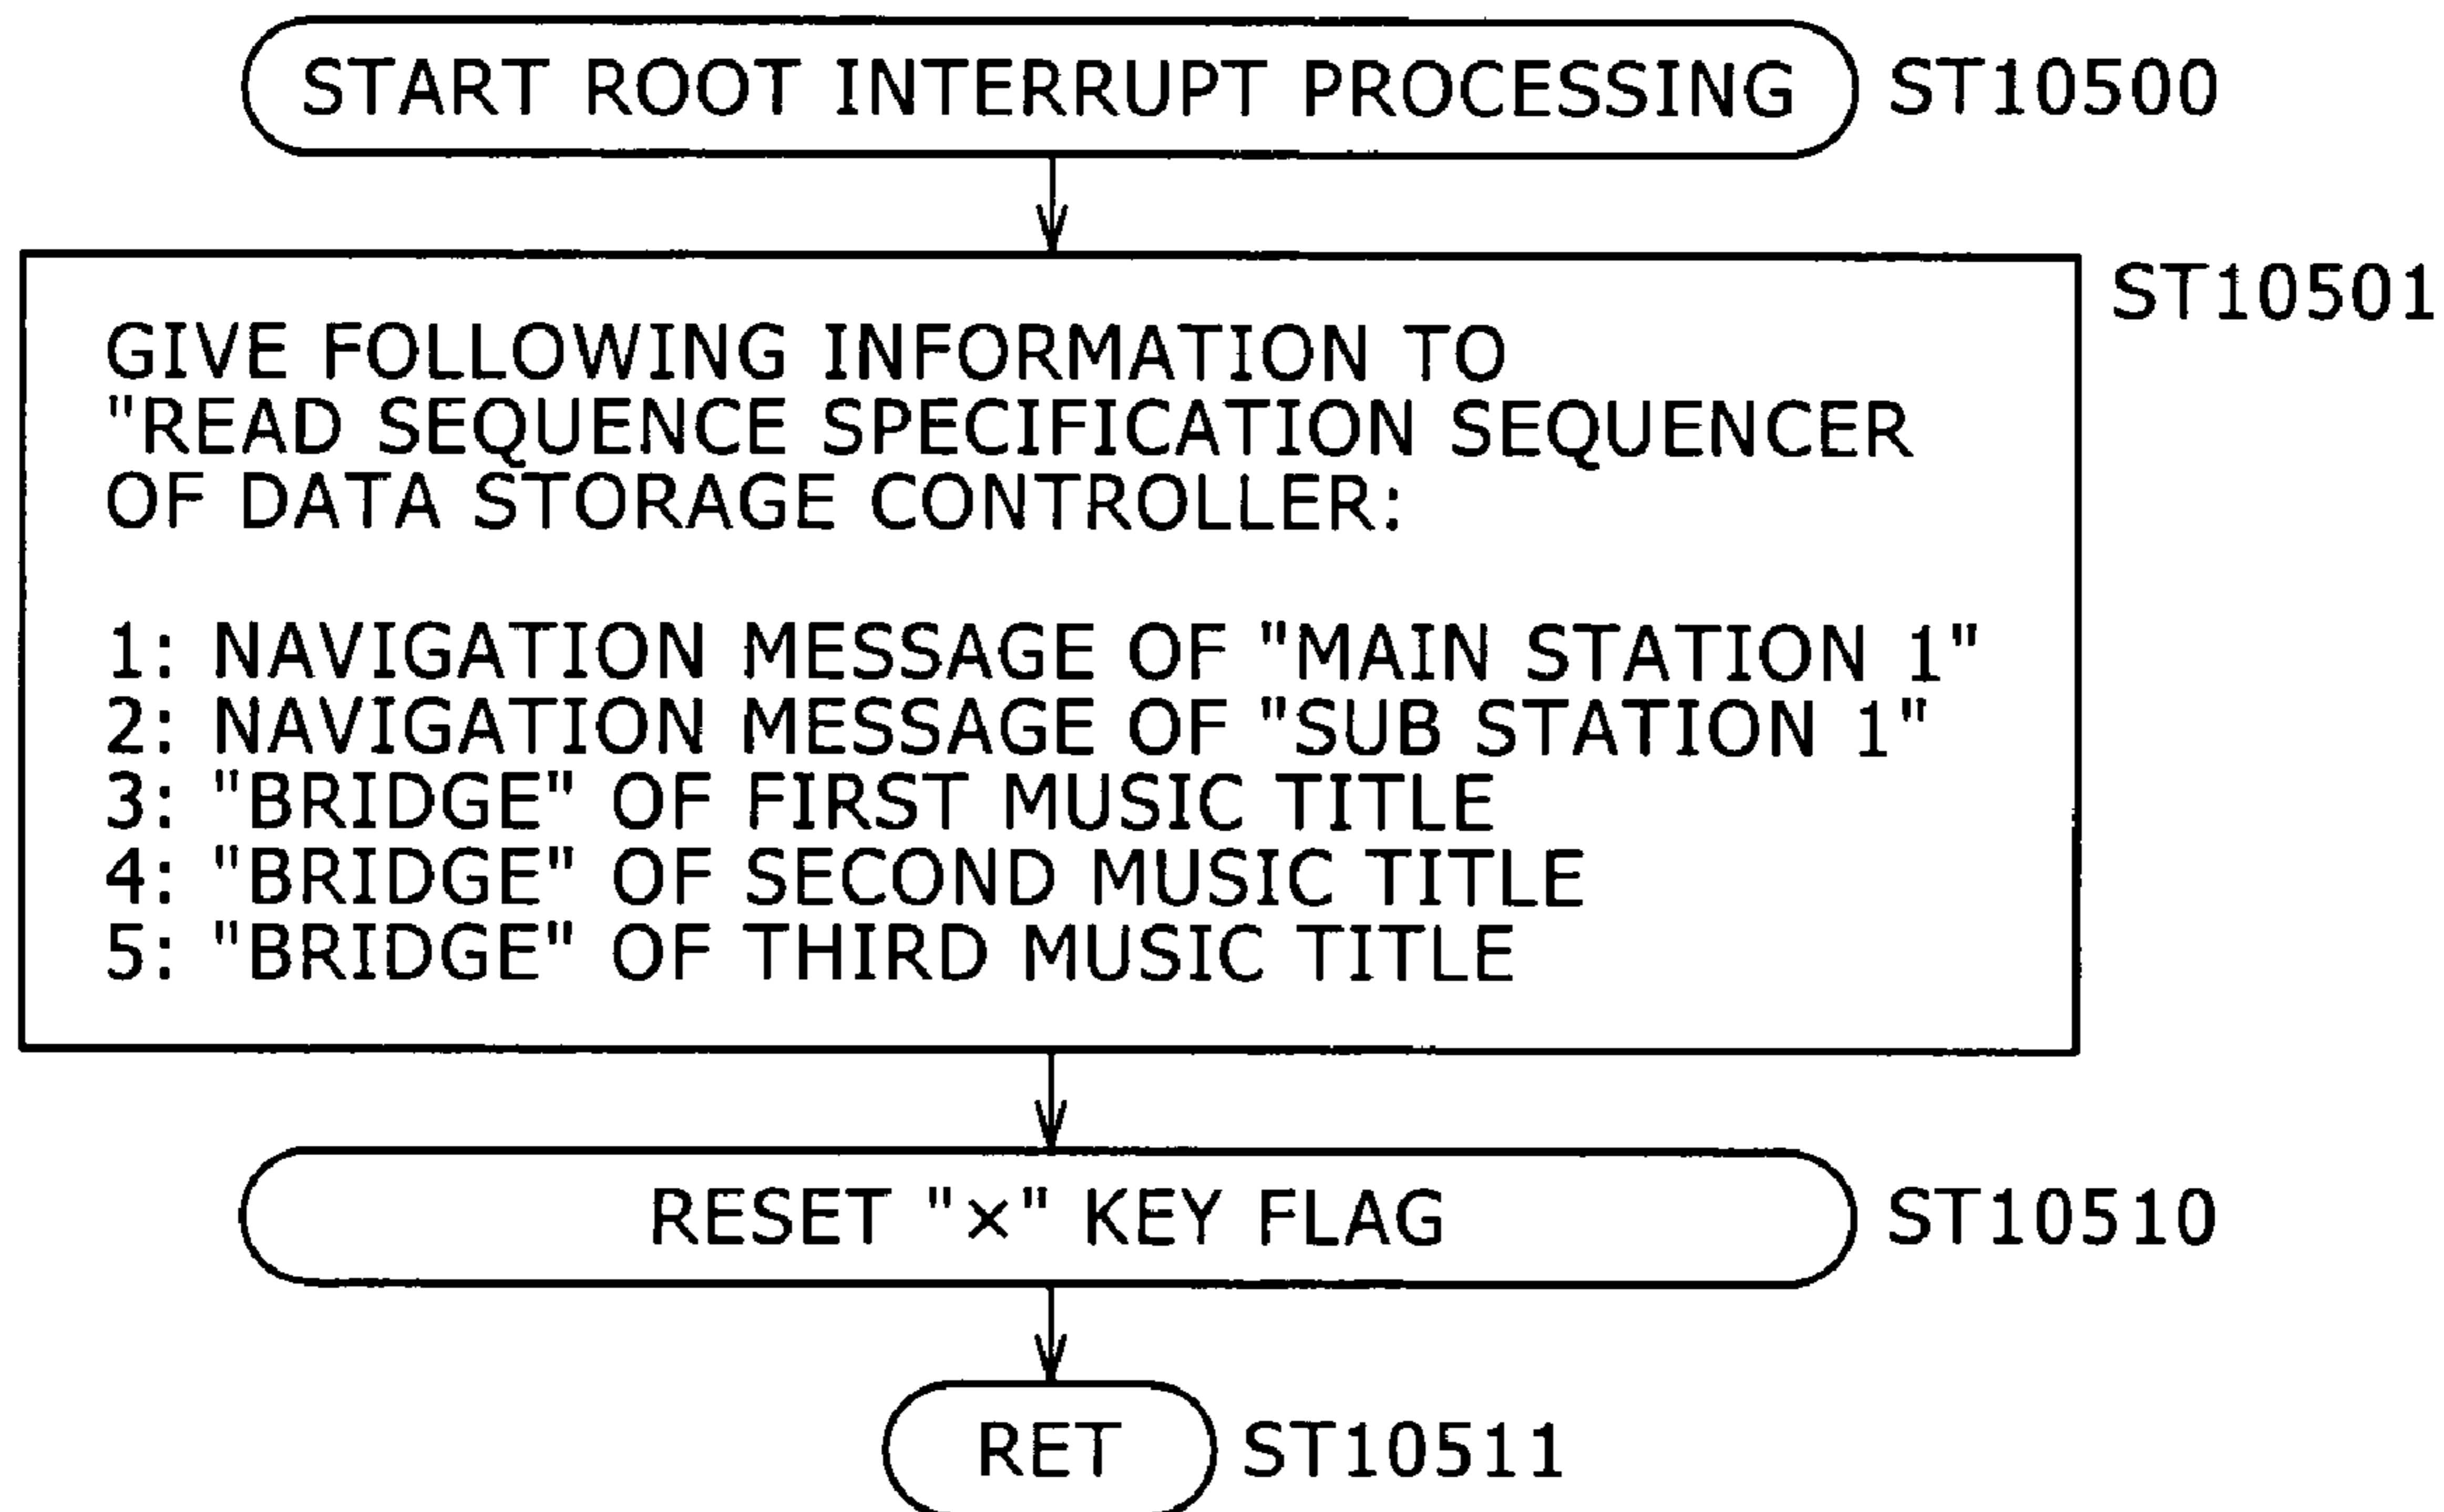 START ROOT INTERRUPT PROCESSING ST10500
ST10501
GIVE FOLLOWING INFORMATION TO
"READ SEQUENCE SPECIFICATION SEQUENCER
OF DATA STORAGE CONTROLLER:
1: NAVIGATION MESSAGE OF "MAIN STATION 1"
2: NAVIGATION MESSAGE OF "SUB STATION 1"
3: "BRIDGE" OF FIRST MUSIC TITLE
4: "BRIDGE" OF SECOND MUSIC TITLE
5: "BRIDGE" OF THIRD MUSIC TITLE
RESET "×" KEY FLAG ST10510
RET ST10511